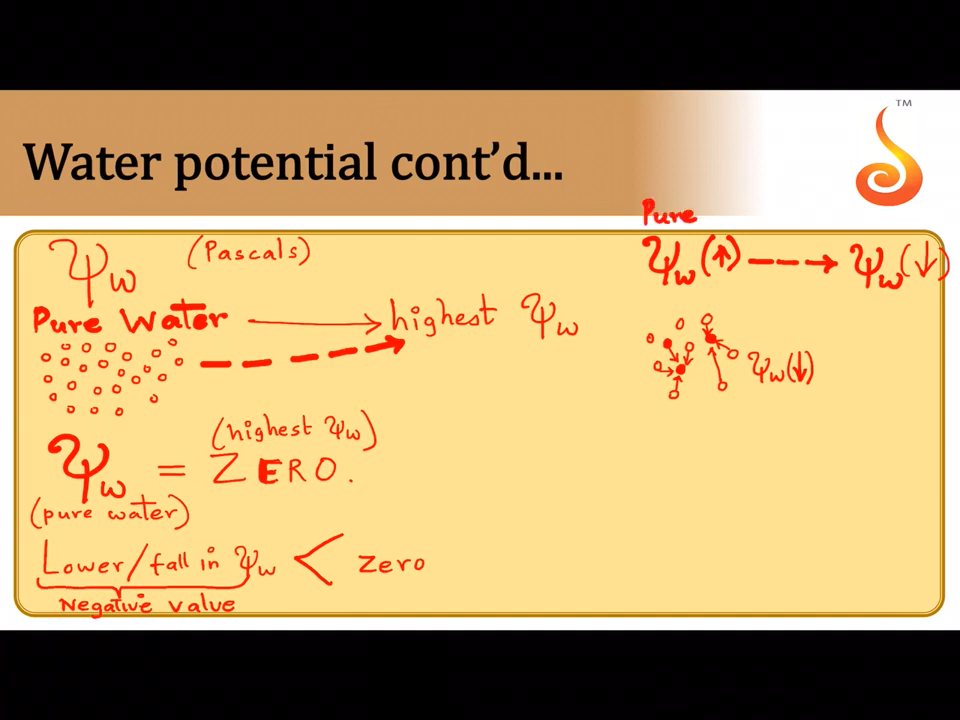 TM
Water potential cont'd...
Pure
Ψw (Pascals)
Ψw (↑) ---→ Ψw (↓)
Pure Water → highest Ψw
Ψw (↓)
(highest Ψw)
Ψw = ZERO.
(pure water)
Lower/fall in Ψw < zero
Negative value